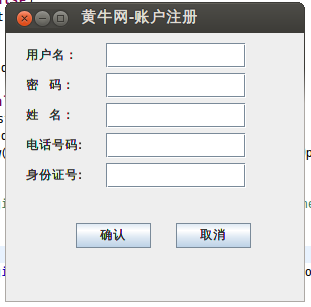 黄牛网-账户注册
用户名：
密  码：
姓  名：
电话号码:
身份证号:
确认 取消